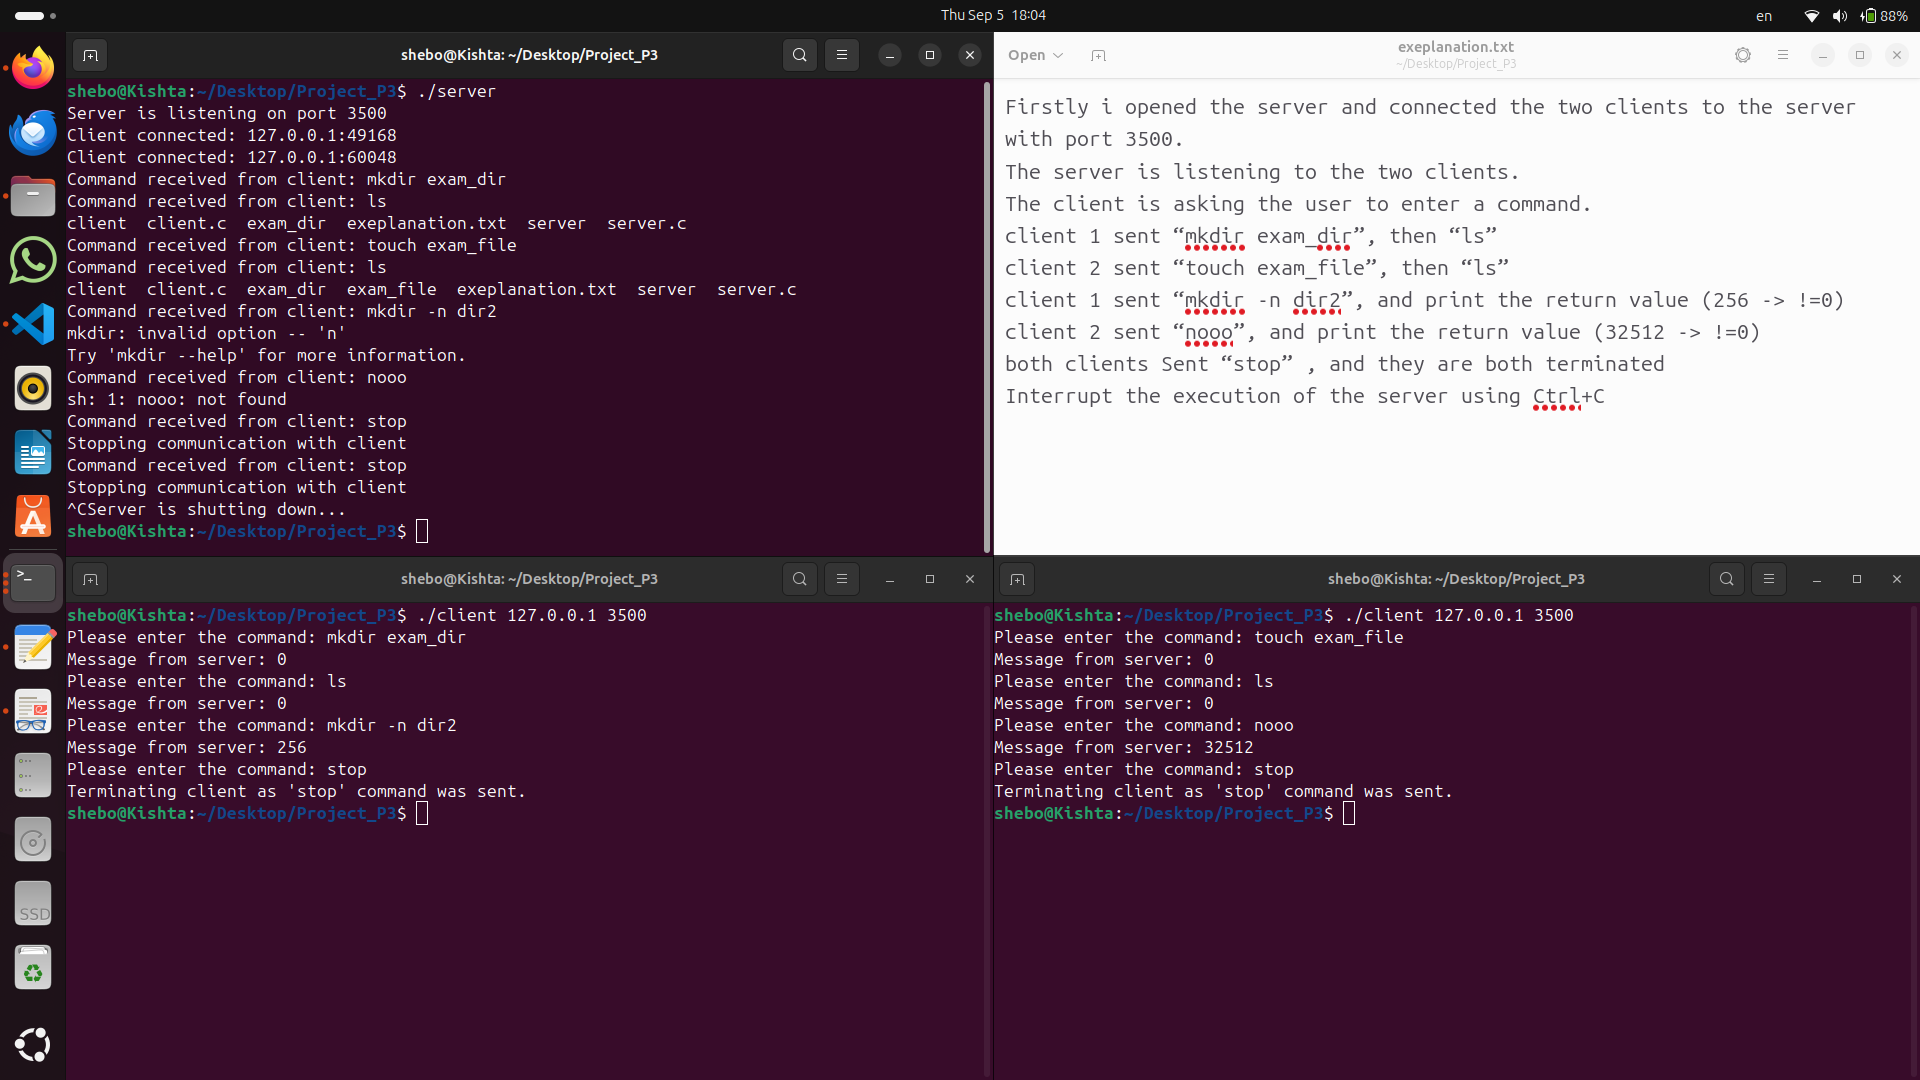 Thu Sep 5 18:04
en
88%
shebo@Kishta: ~/Desktop/Project_P3
shebo@Kishta:~/Desktop/Project_P3$ ./server
Server is listening on port 3500
Client connected: 127.0.0.1:49168
Client connected: 127.0.0.1:60048
Command received from client: mkdir exam_dir
Command received from client: ls
client  client.c  exam_dir  exeplanation.txt  server  server.c
Command received from client: touch exam_file
Command received from client: ls
client  client.c  exam_dir  exam_file  exeplanation.txt  server  server.c
Command received from client: mkdir -n dir2
mkdir: invalid option -- 'n'
Try 'mkdir --help' for more information.
Command received from client: nooo
sh: 1: nooo: not found
Command received from client: stop
Stopping communication with client
Command received from client: stop
Stopping communication with client
^CServer is shutting down...
shebo@Kishta:~/Desktop/Project_P3$
Open
exeplanation.txt
~/Desktop/Project_P3
Firstly i opened the server and connected the two clients to the server
with port 3500.
The server is listening to the two clients.
The client is asking the user to enter a command.
client 1 sent “mkdir exam_dir”, then “ls”
client 2 sent “touch exam_file”, then “ls”
client 1 sent “mkdir -n dir2”, and print the return value (256 -> !=0)
client 2 sent “nooo”, and print the return value (32512 -> !=0)
both clients Sent “stop” , and they are both terminated
Interrupt the execution of the server using Ctrl+C
shebo@Kishta: ~/Desktop/Project_P3
shebo@Kishta:~/Desktop/Project_P3$ ./client 127.0.0.1 3500
Please enter the command: mkdir exam_dir
Message from server: 0
Please enter the command: ls
Message from server: 0
Please enter the command: mkdir -n dir2
Message from server: 256
Please enter the command: stop
Terminating client as 'stop' command was sent.
shebo@Kishta:~/Desktop/Project_P3$
shebo@Kishta: ~/Desktop/Project_P3
shebo@Kishta:~/Desktop/Project_P3$ ./client 127.0.0.1 3500
Please enter the command: touch exam_file
Message from server: 0
Please enter the command: ls
Message from server: 0
Please enter the command: nooo
Message from server: 32512
Please enter the command: stop
Terminating client as 'stop' command was sent.
shebo@Kishta:~/Desktop/Project_P3$
SSD